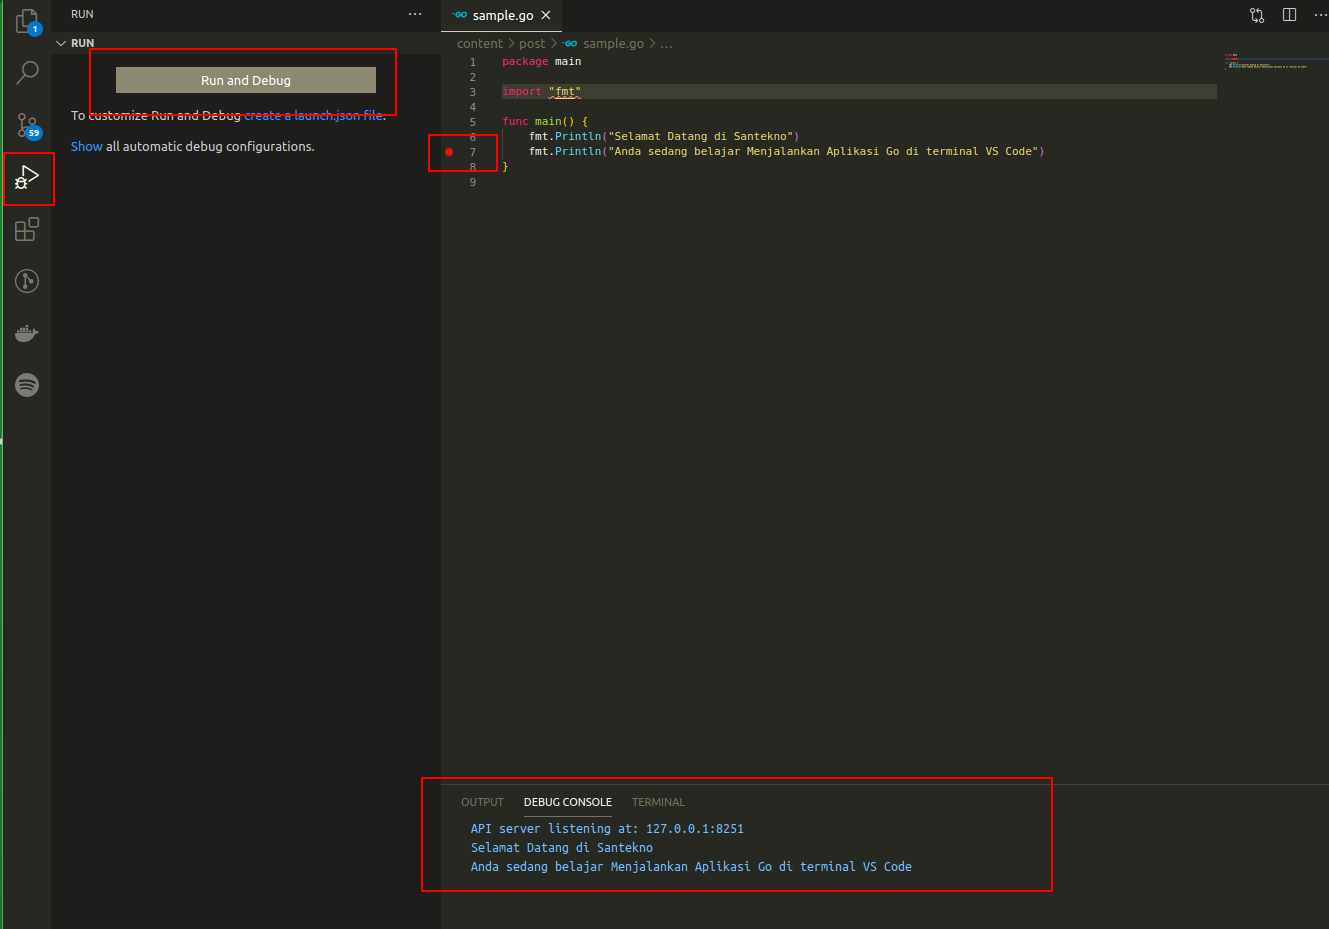 RUN
1
59
RUN
Run and Debug
To customize Run and Debug create a launch.json file.
Show all automatic debug configurations.
GO sample.go
content > post > GO sample.go > ...
1 package main
2
3 import "fmt"
4
5 func main() {
6 fmt.Println("Selamat Datang di Santekno")
7 fmt.Println("Anda sedang belajar Menjalankan Aplikasi Go di terminal VS Code")
8 }
9
OUTPUT DEBUG CONSOLE TERMINAL
API server listening at: 127.0.0.1:8251
Selamat Datang di Santekno
Anda sedang belajar Menjalankan Aplikasi Go di terminal VS Code